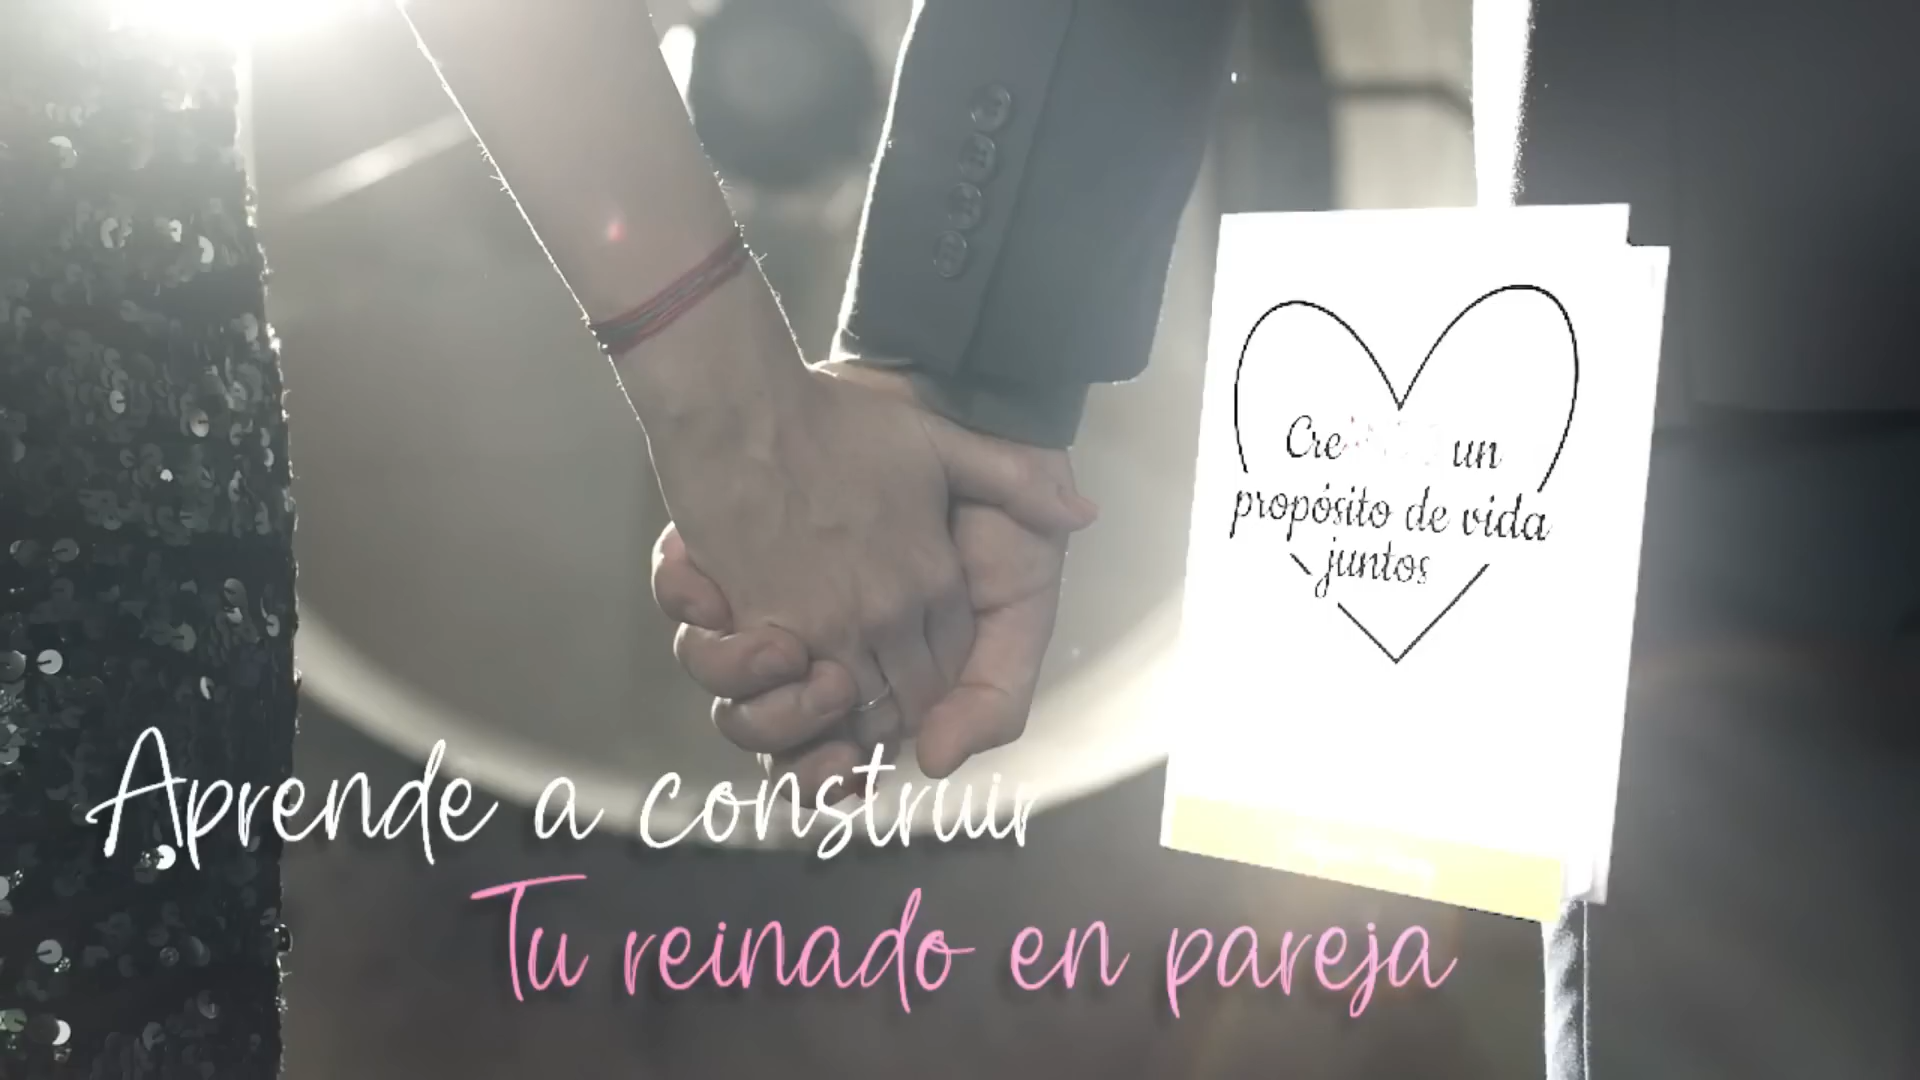 Aprende a construir
Tu reinado en pareja
un
propósito de vida
juntos